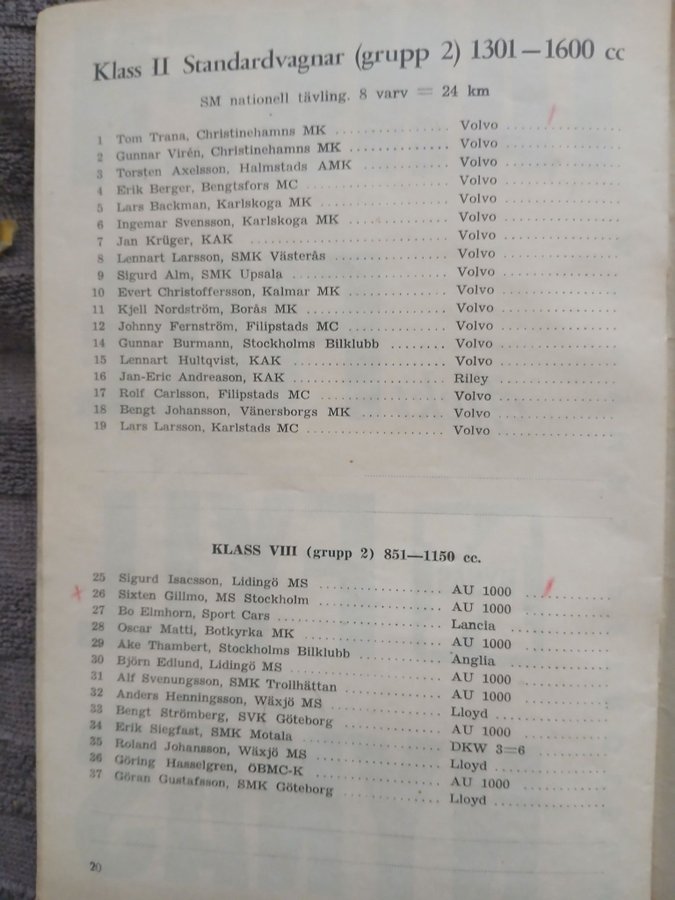 Klass II Standardvagnar (grupp 2) 1301—1600 cc
SM nationell tävling. 8 varv = 24 km
1 Tom Trana, Christinehamns MK ................ Volvo ................
2 Gunnar Virén, Christinehamns MK ................ Volvo ................
3 Torsten Axelsson, Halmstads AMK ................ Volvo ................
4 Erik Berger, Bengtsfors MC ................ Volvo ................
5 Lars Backman, Karlskoga MK ................ Volvo ................
6 Ingemar Svensson, Karlskoga MK ................ Volvo ................
7 Jan Krüger, KAK ................ Volvo ................
8 Lennart Larsson, SMK Västerås ................ Volvo ................
9 Sigurd Alm, SMK Upsala ................ Volvo ................
10 Evert Christoffersson, Kalmar MK ................ Volvo ................
11 Kjell Nordström, Borås MK ................ Volvo ................
12 Johnny Fernström, Filipstads MC ................ Volvo ................
14 Gunnar Burmann, Stockholms Bilklubb ........ Volvo ................
15 Lennart Hultqvist, KAK ................ Volvo ................
16 Jan-Eric Andreason, KAK ................ Riley ................
17 Rolf Carlsson, Filipstads MC ................ Volvo ................
18 Bengt Johansson, Vänersborgs MK ............ Volvo ................
19 Lars Larsson, Karlstads MC ................ Volvo ................
KLASS VIII (grupp 2) 851—1150 cc.
25 Sigurd Isacsson, Lidingö MS ................ AU 1000 ............
26 Sixten Gillmo, MS Stockholm ................ AU 1000 ............
27 Bo Elmhorn, Sport Cars ................ Lancia ............
28 Oscar Matti, Botkyrka MK ................ AU 1000 ............
29 Åke Thambert, Stockholms Bilklubb ............ Anglia ............
30 Björn Edlund, Lidingö MS ................ AU 1000 ............
31 Alf Svenungsson, SMK Trollhättan ............ AU 1000 ............
32 Anders Henningsson, Wäxjö MS ................ Lloyd ............
33 Bengt Strömberg, SVK Göteborg ............ AU 1000 ............
34 Erik Siegfast, SMK Motala ................ DKW 3=6 ............
35 Roland Johansson, Wäxjö MS ................ Lloyd ............
36 Göring Hasselgren, ÖBMC-K ................ AU 1000 ............
37 Göran Gustafsson, SMK Göteborg ............ Lloyd ............
20